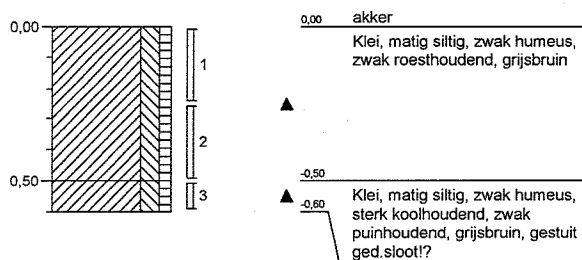 0,00
0,50
1
2
3
0,00 akker
Klei, matig siltig, zwak humeus,
zwak roesthoudend, grijsbruin
-0,50
Klei, matig siltig, zwak humeus,
-0,60 sterk koolhoudend, zwak
puinhoudend, grijsbruin, gestuit
ged.sloot!?